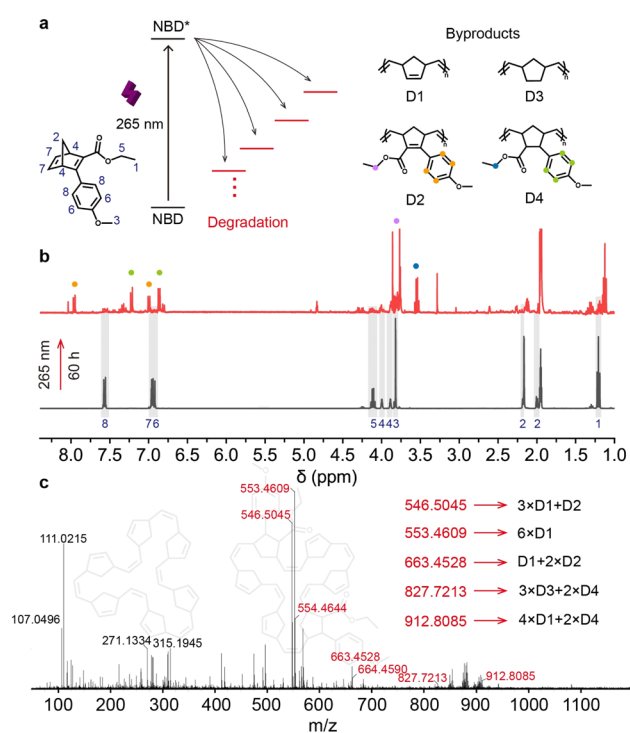 a
NBD*
265 nm
NBD
Degradation
2
7
4
7
4
O
O
5
1
8
8
6
6
O
3
Byproducts
n
D1
n
D3
n
O
O
O
D2
n
O
O
O
D4
b
265 nm
60 h
8
7 6
5 4 4 3
2 2
1
8.0 7.5 7.0 6.5 6.0 5.5 5.0 4.5 4.0 3.5 3.0 2.5 2.0 1.5 1.0
δ (ppm)
c
553.4609
546.5045
111.0215
107.0496
271.1334
315.1945
554.4644
663.4528
664.4590
827.7213
912.8085
546.5045 3×D1+D2
553.4609 6×D1
663.4528 D1+2×D2
827.7213 3×D3+2×D4
912.8085 4×D1+2×D4
100 200 300 400 500 600 700 800 900 1000 1100
m/z